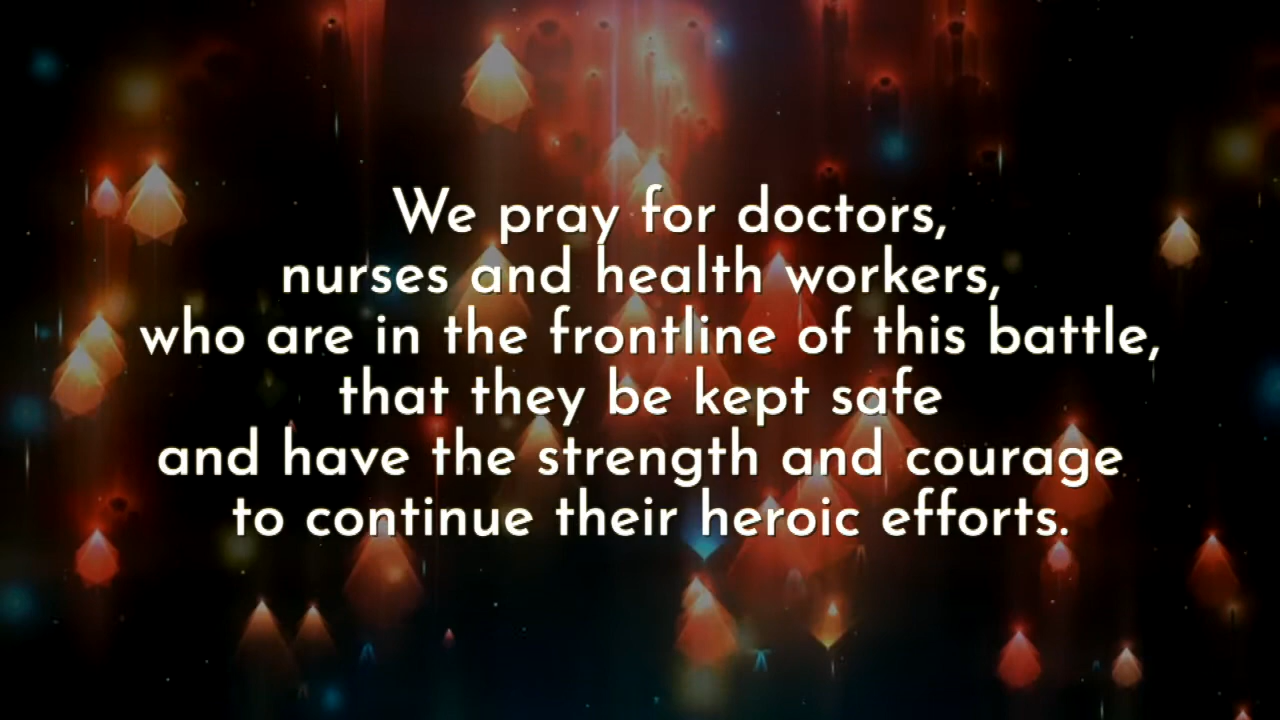 We pray for doctors,
nurses and health workers,
who are in the frontline of this battle,
that they be kept safe
and have the strength and courage
to continue their heroic efforts.